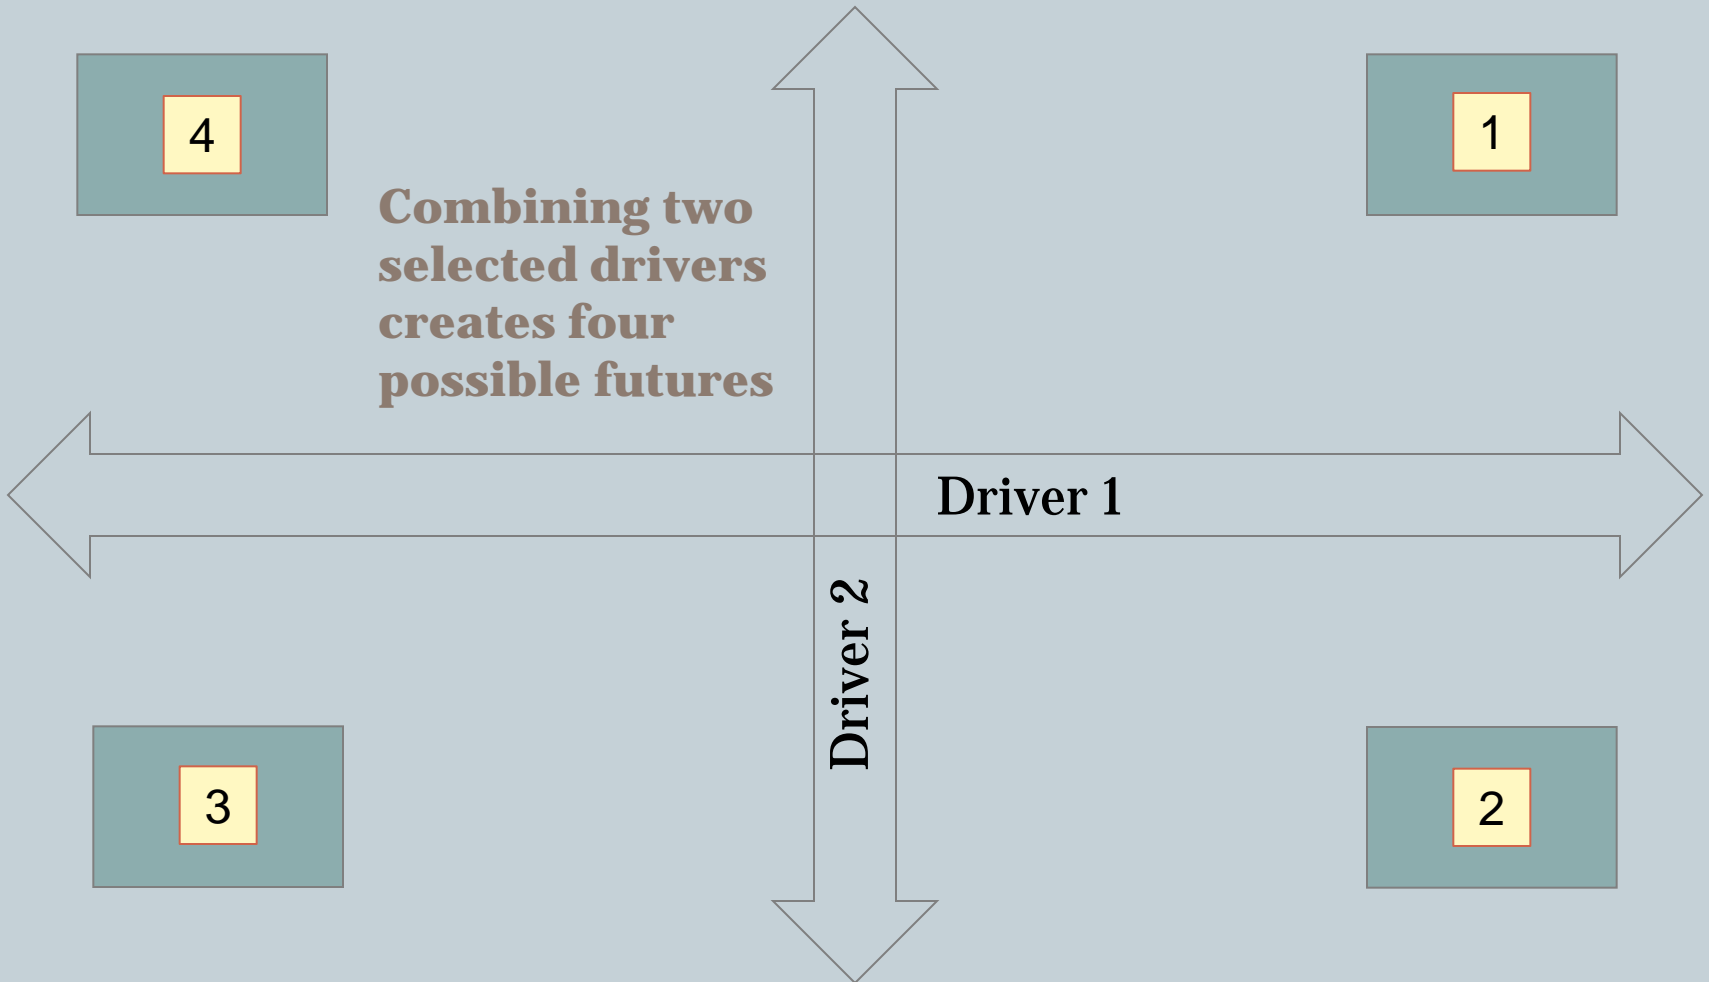 4
1
Combining two
selected drivers
creates four
possible futures
Driver 1
Driver 2
3
2